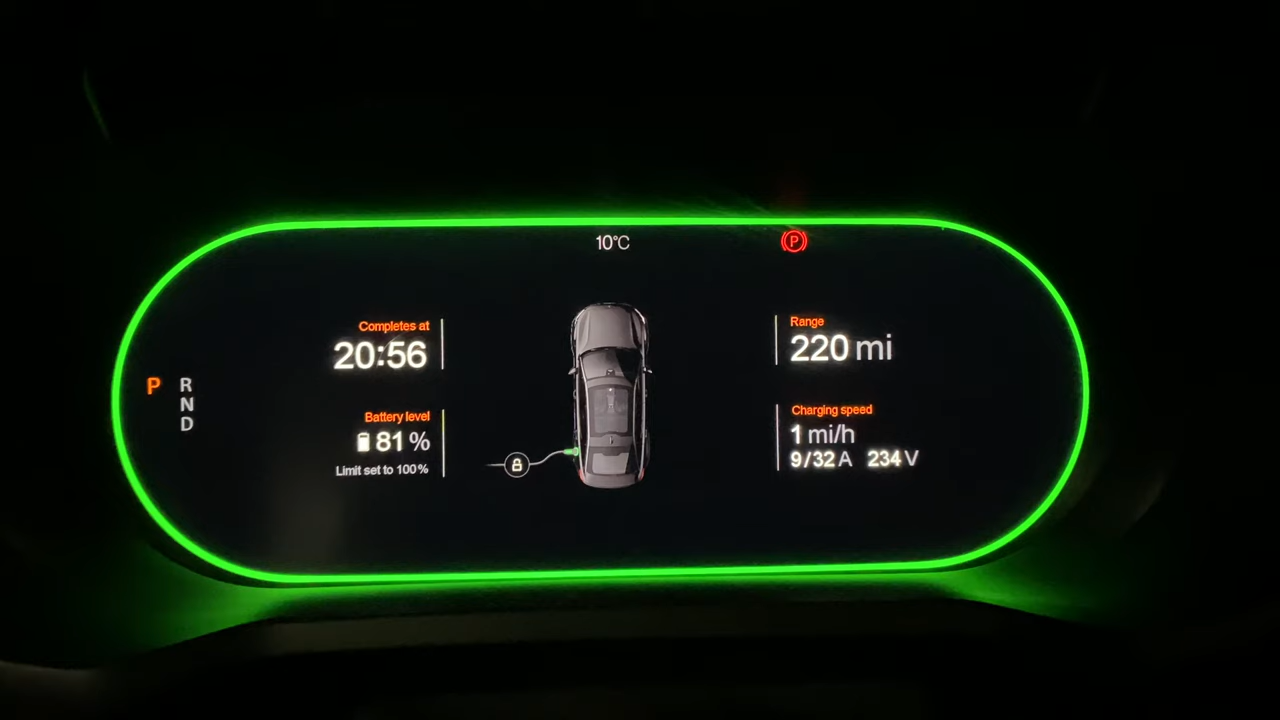 10°C
P
P
R
N
D
Completes at
20:56
Battery level
81 %
Limit set to 100 %
Range
220 mi
Charging speed
1 mi/h
9/32 A 234 V